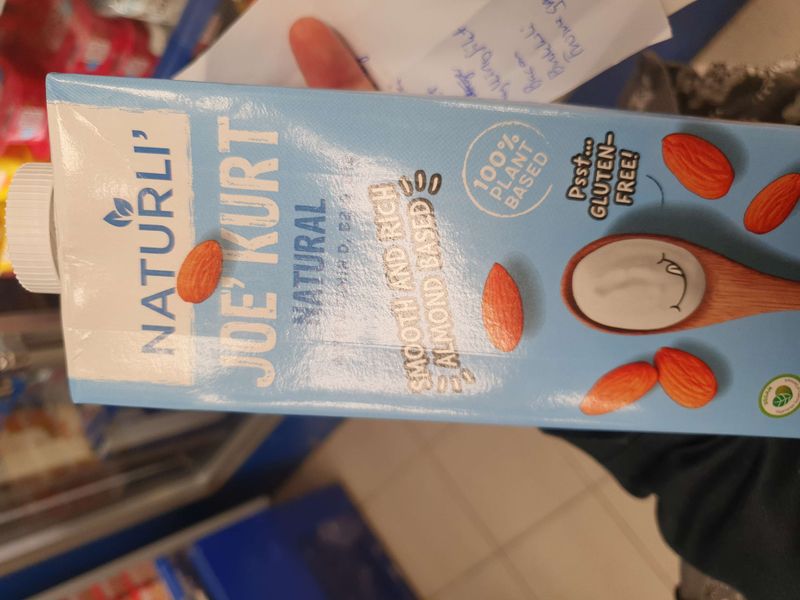 NATURLI'
JOE' KURT
NATURAL
SMOOTH AND RICH
ALMOND BASED
100%
PLANT
BASED
Psst...
GLUTEN-
FREE!